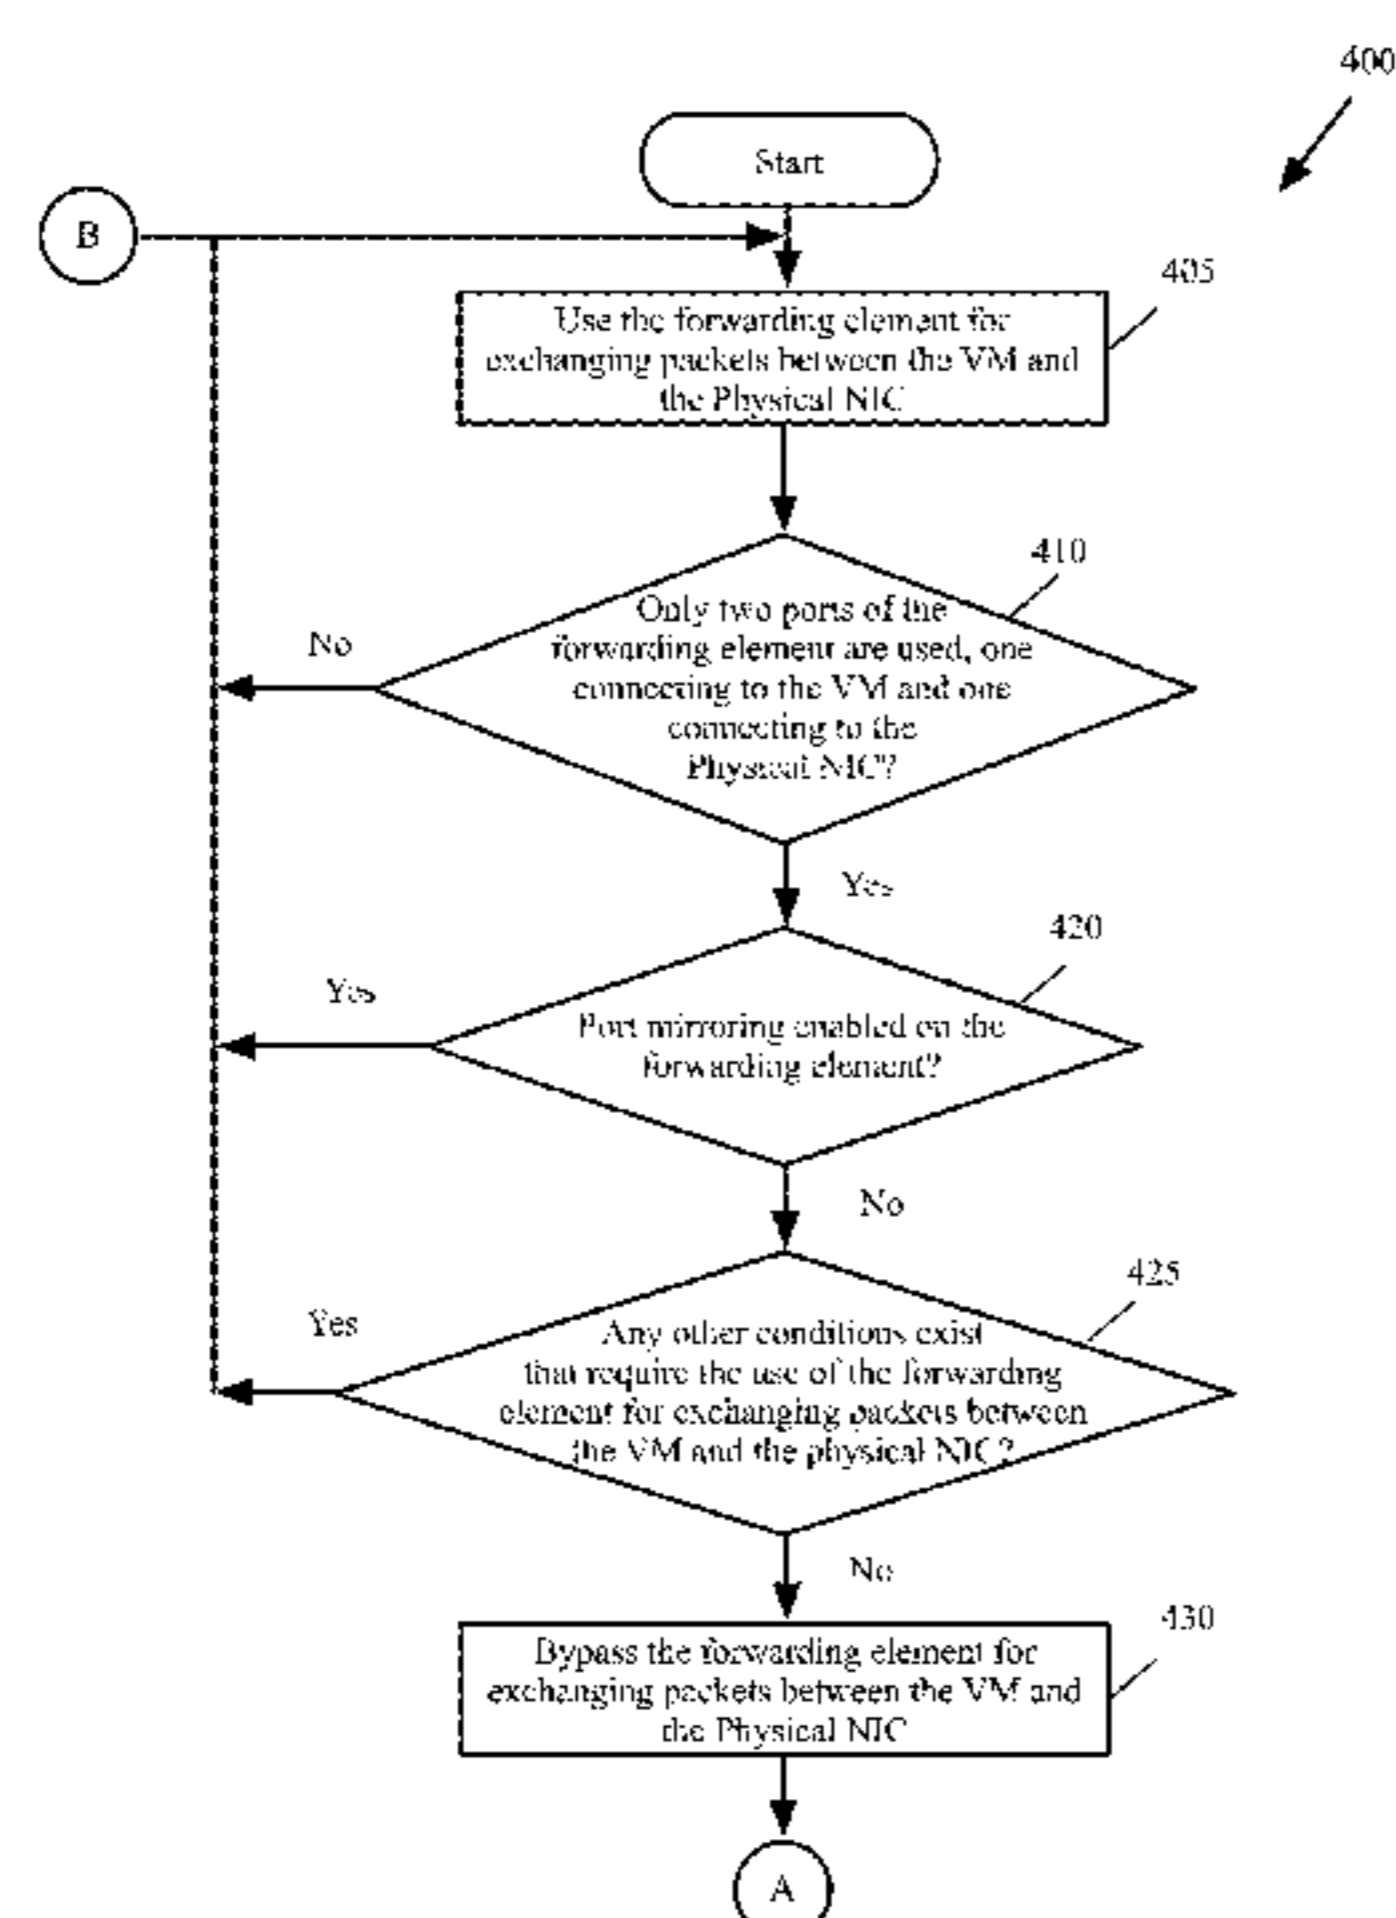 400
Start
B
405
Use the forwarding element for
exchanging packets between the VM and
the Physical NIC
410
Only two ports of the
forwarding element are used, one
connecting to the VM and one
connecting to the
Physical NIC?
No
Yes
420
Port mirroring enabled on the
forwarding element?
Yes
No
425
Any other conditions exist
that require the use of the forwarding
element for exchanging packets between
the VM and the physical NIC?
Yes
No
430
Bypass the forwarding element for
exchanging packets between the VM and
the Physical NIC
A